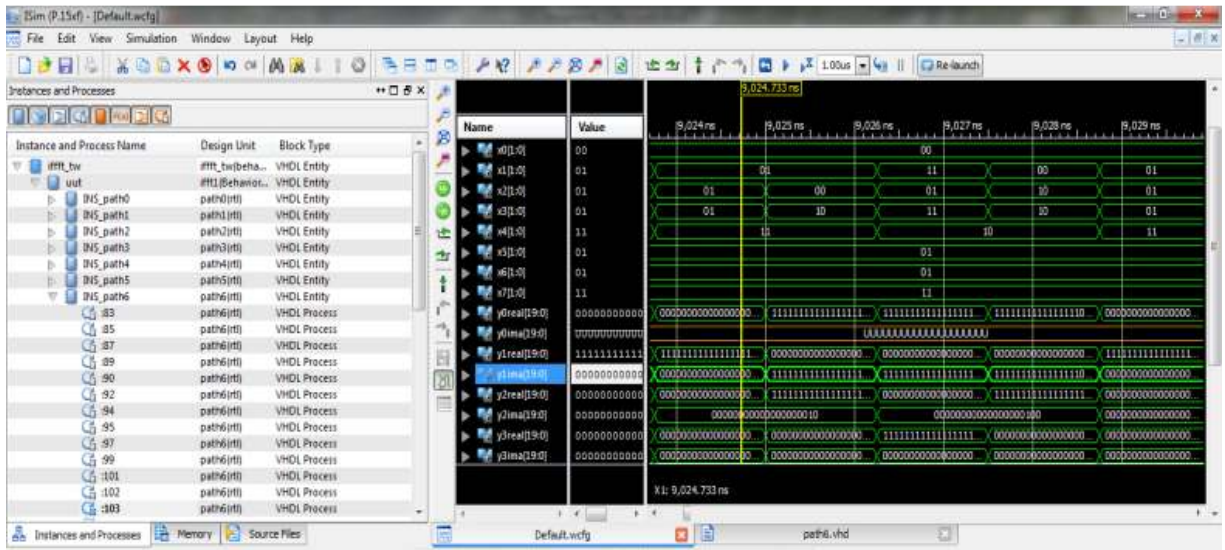 ISim (P.15xf) - [Default.wcfg]
File Edit View Simulation Window Layout Help
1.00us Re-launch
Instances and Processes
Instance and Process Name Design Unit Block Type
ifft_tw(beha... VHDL Entity
uut ifft1(Behavior... VHDL Entity
INS_path0 path0(rtl) VHDL Entity
INS_path1 path1(rtl) VHDL Entity
INS_path2 path2(rtl) VHDL Entity
INS_path3 path3(rtl) VHDL Entity
INS_path4 path4(rtl) VHDL Entity
INS_path5 path5(rtl) VHDL Entity
INS_path6 path6(rtl) VHDL Entity
:83 path6(rtl) VHDL Process
:85 path6(rtl) VHDL Process
:87 path6(rtl) VHDL Process
:89 path6(rtl) VHDL Process
:90 path6(rtl) VHDL Process
:92 path6(rtl) VHDL Process
:94 path6(rtl) VHDL Process
:95 path6(rtl) VHDL Process
:97 path6(rtl) VHDL Process
:99 path6(rtl) VHDL Process
:101 path6(rtl) VHDL Process
:102 path6(rtl) VHDL Process
:103 path6(rtl) VHDL Process
Instances and Processes Memory Source Files
9,024.733 ns
Name Value
9,024 ns 9,025 ns 9,026 ns 9,027 ns 9,028 ns 9,029 ns
x0[1:0] 00 00
x1[1:0] 01 01 11 00 01
x2[1:0] 01 01 00 01 10 01
x3[1:0] 01 01 10 11 10 01
x4[1:0] 11 11 10 11
x5[1:0] 01 01
x6[1:0] 01 01
x7[1:0] 11 11
y0real[19:0]
y0ima[19:0]
y1real[19:0]
y1ima[19:0]
y2real[19:0]
y2ima[19:0]
y3real[19:0]
y3ima[19:0]
X1: 9,024.733 ns
Default.wcfg path6.vhd